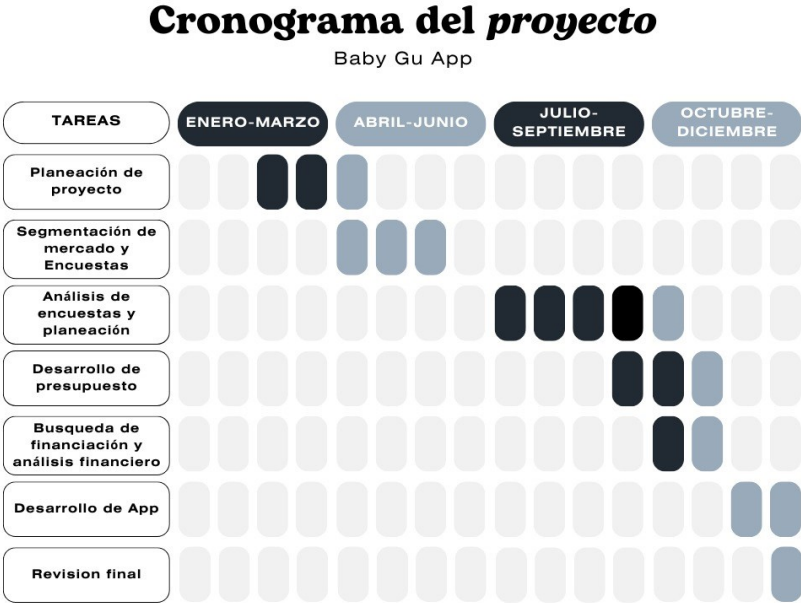 Cronograma del proyecto
Baby Gu App
TAREAS
ENERO-MARZO
ABRIL-JUNIO
JULIO-
SEPTIEMBRE
OCTUBRE-
DICIEMBRE
Planeación de
proyecto
Segmentación de
mercado y
Encuestas
Análisis de
encuestas y
planeación
Desarrollo de
presupuesto
Busqueda de
financiación y
análisis financiero
Desarrollo de App
Revision final